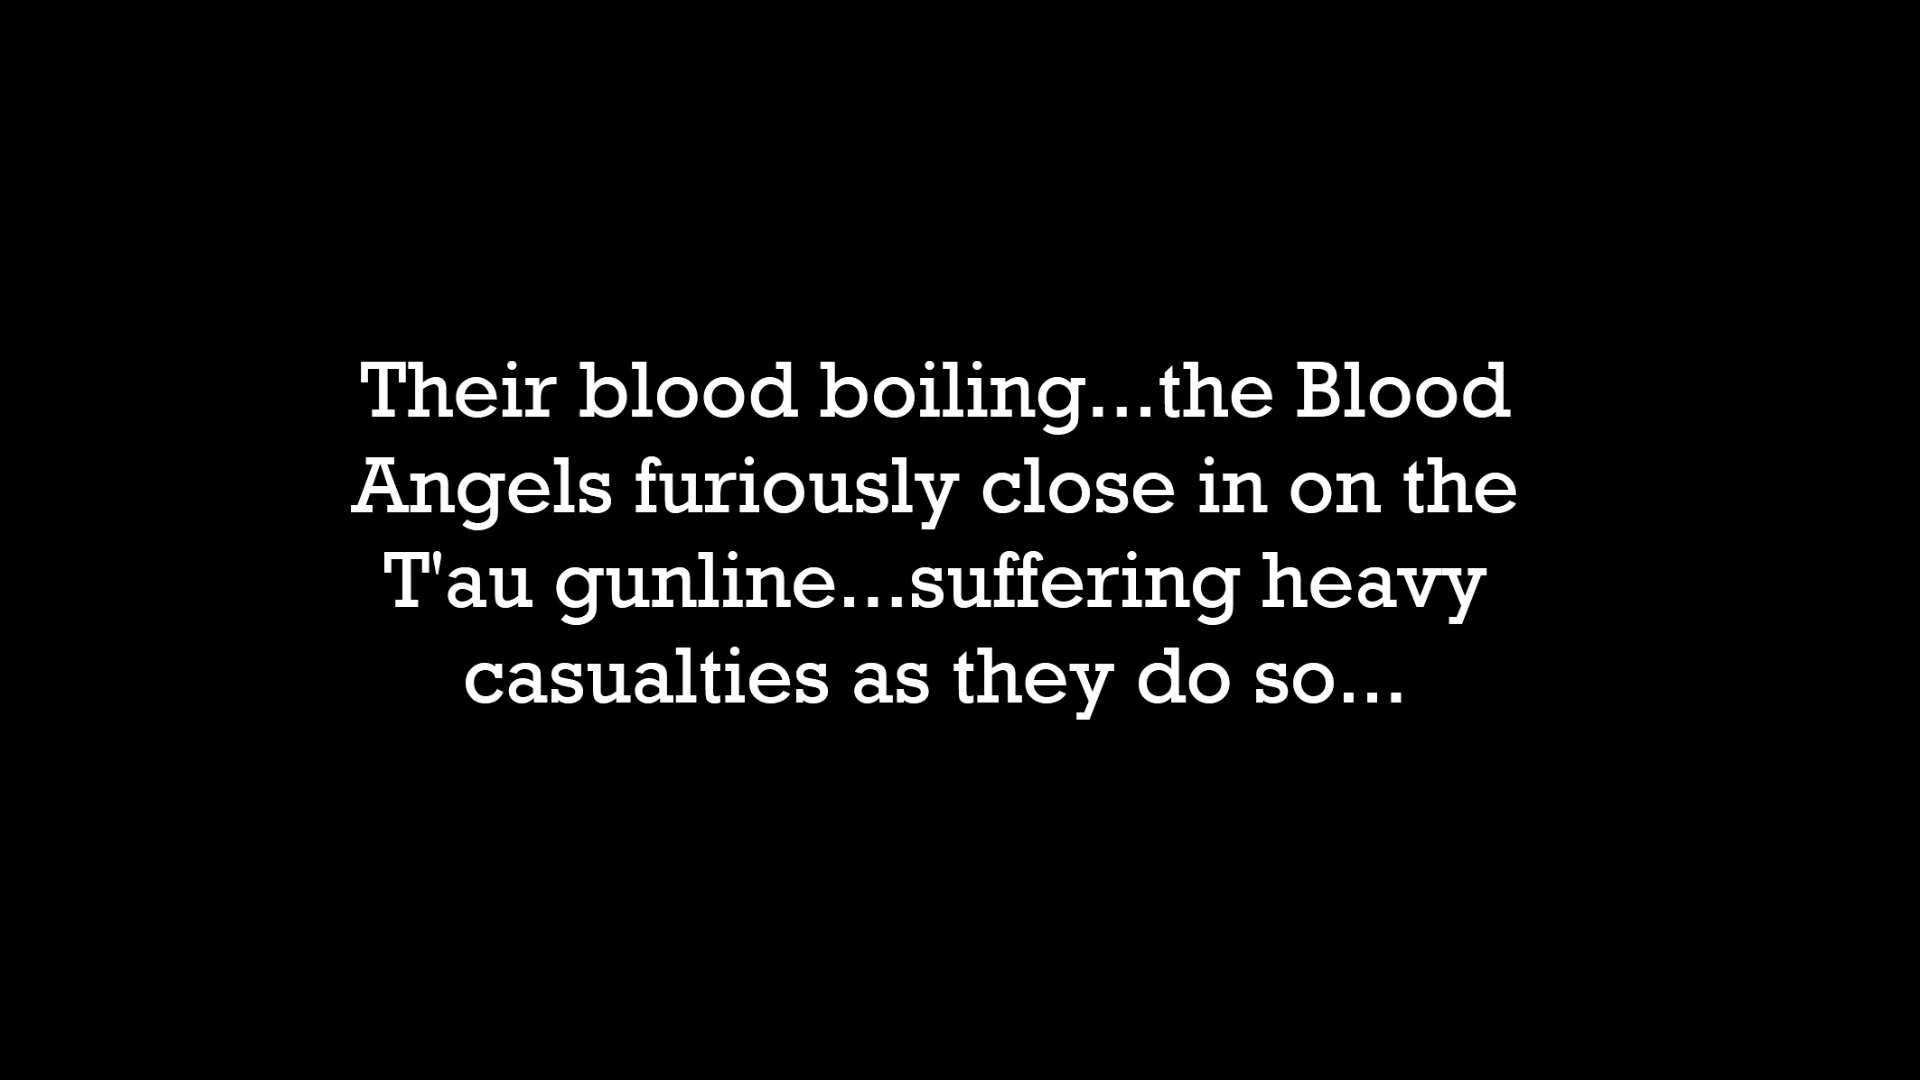 Their blood boiling...the Blood
Angels furiously close in on the
T'au gunline...suffering heavy
casualties as they do so...